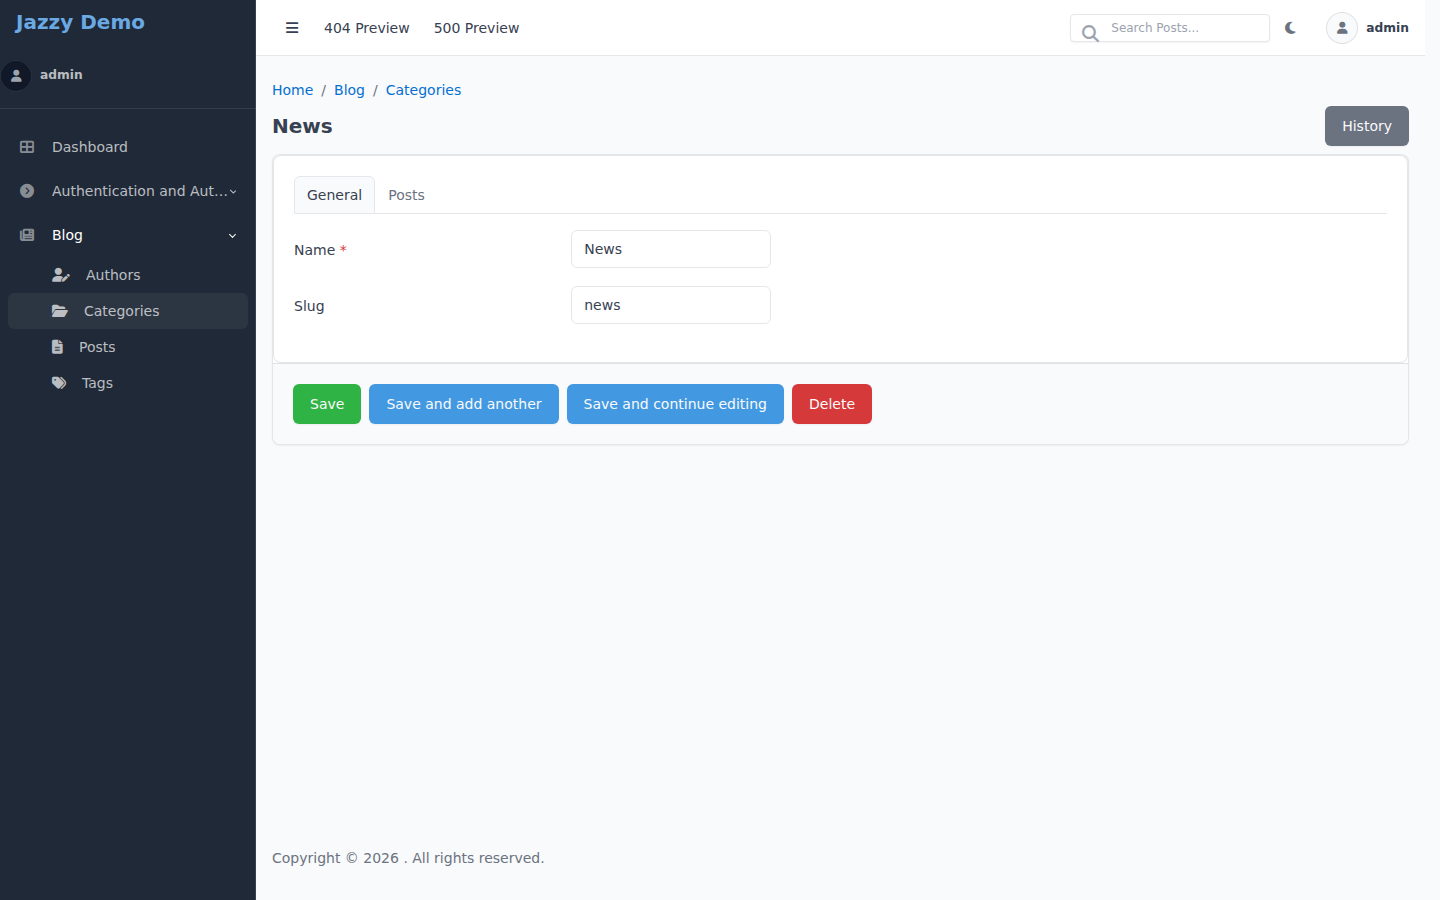 Jazzy Demo
admin
Dashboard
Authentication and Aut...
Blog
Authors
Categories
Posts
Tags
404 Preview
500 Preview
Search Posts...
admin
Home / Blog / Categories
News
History
General
Posts
Name *
News
Slug
news
Save
Save and add another
Save and continue editing
Delete
Copyright © 2026 . All rights reserved.